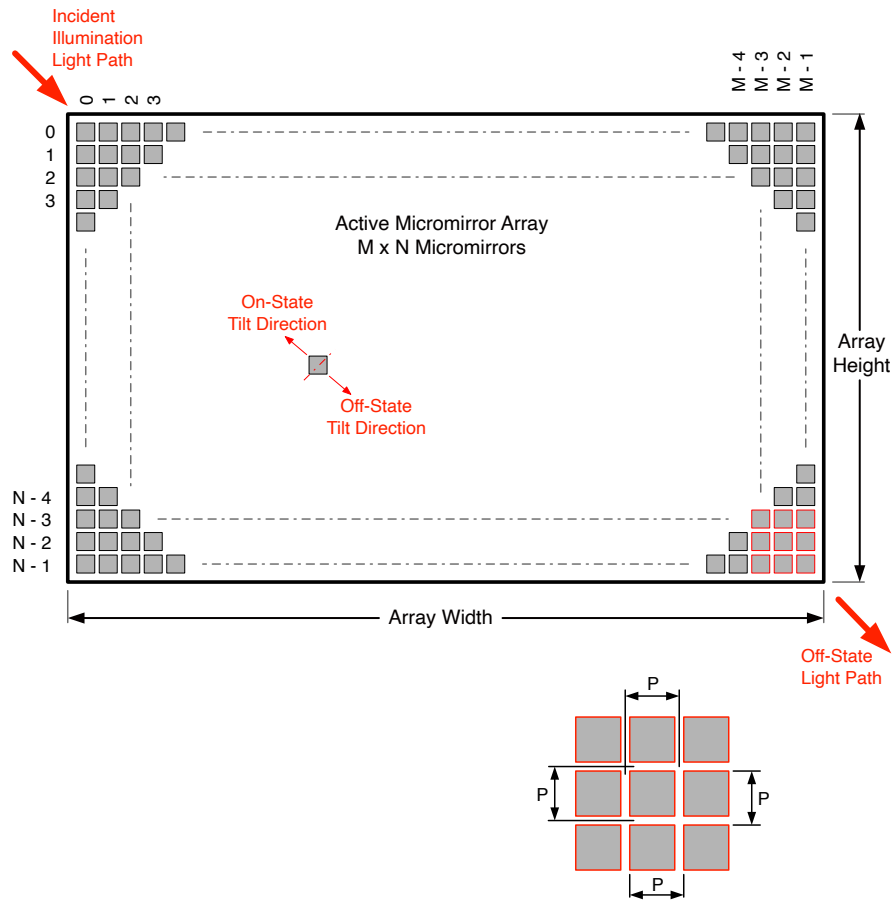 Incident
Illumination
Light Path
0
1
2
3
M - 4
M - 3
M - 2
M - 1
0
1
2
3
Active Micromirror Array
M x N Micromirrors
On-State
Tilt Direction
Off-State
Tilt Direction
Array
Height
N - 4
N - 3
N - 2
N - 1
Array Width
Off-State
Light Path
P
P
P
P